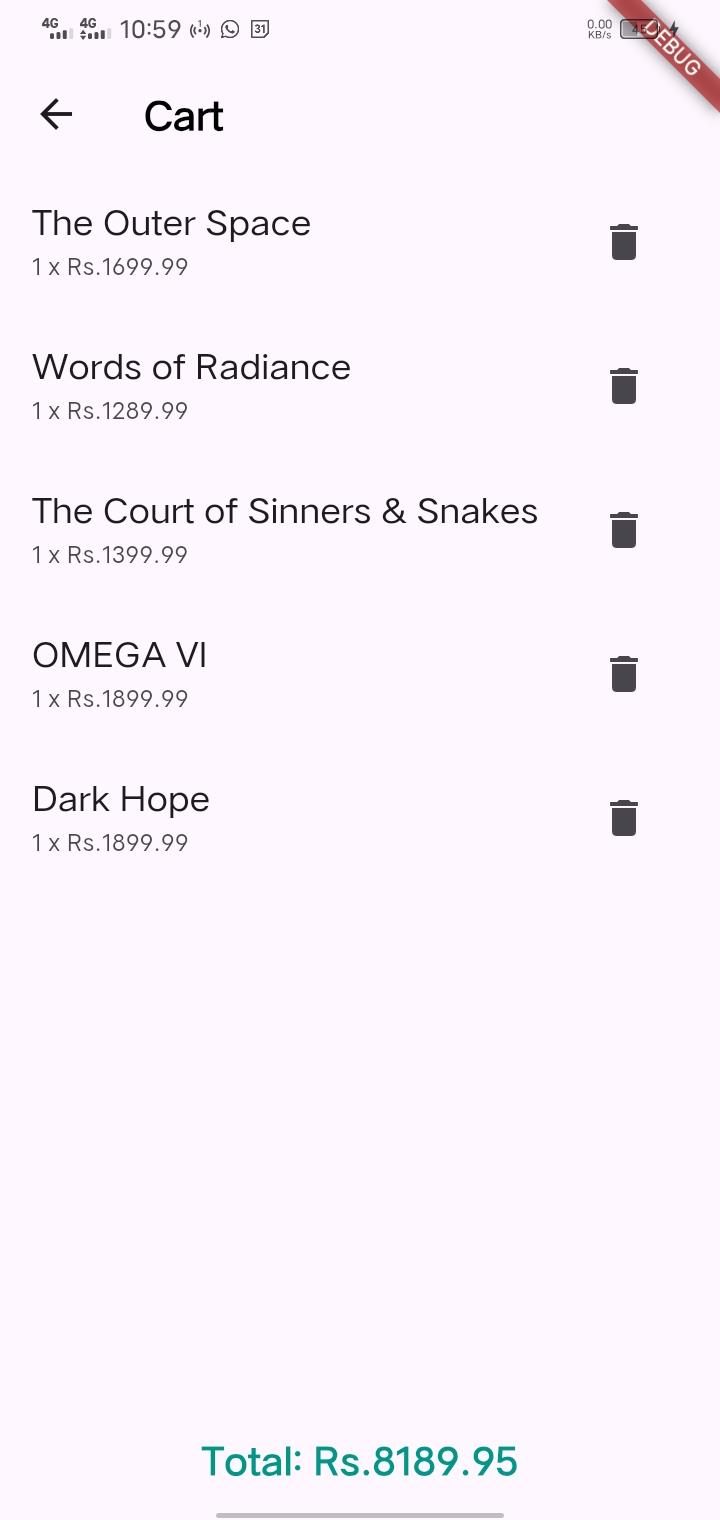 4G 4G 10:59 1 31 0.00 KB/s
DEBUG
Cart
The Outer Space
1 x Rs.1699.99
Words of Radiance
1 x Rs.1289.99
The Court of Sinners & Snakes
1 x Rs.1399.99
OMEGA VI
1 x Rs.1899.99
Dark Hope
1 x Rs.1899.99
Total: Rs.8189.95